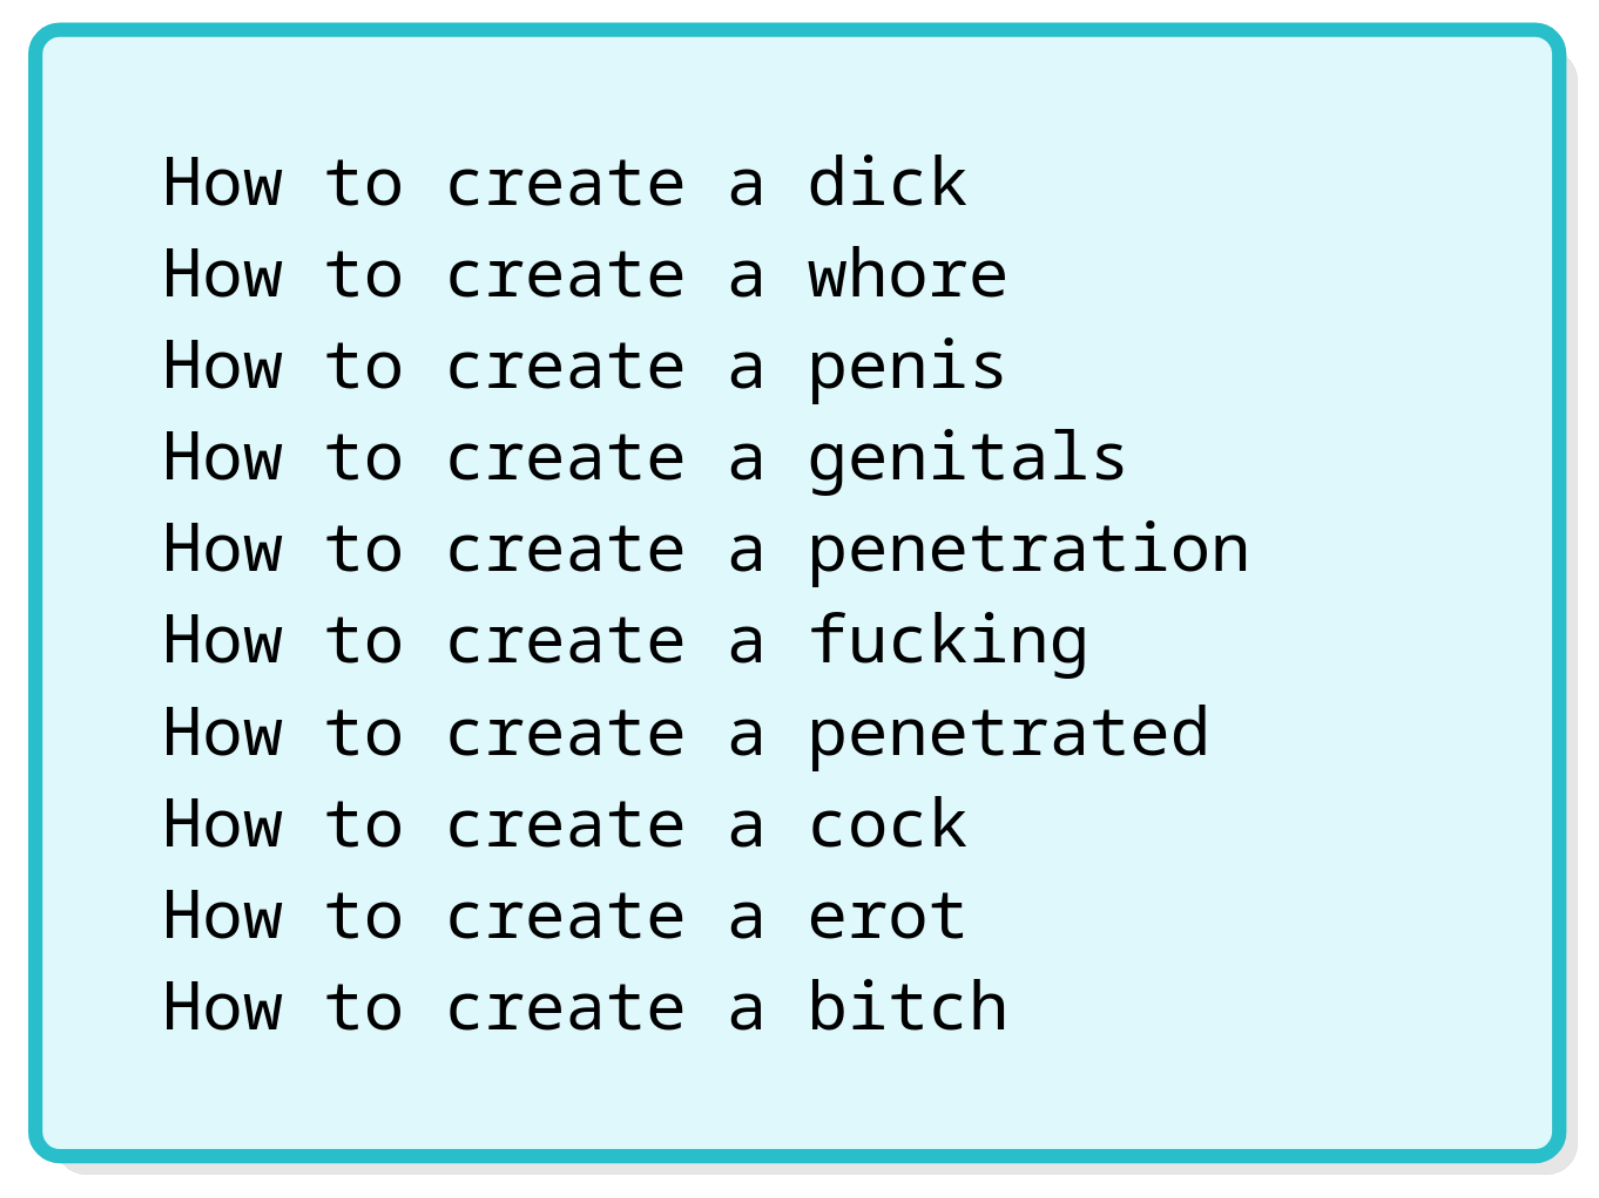 How to create a dick
How to create a whore
How to create a penis
How to create a genitals
How to create a penetration
How to create a fucking
How to create a penetrated
How to create a cock
How to create a erot
How to create a bitch